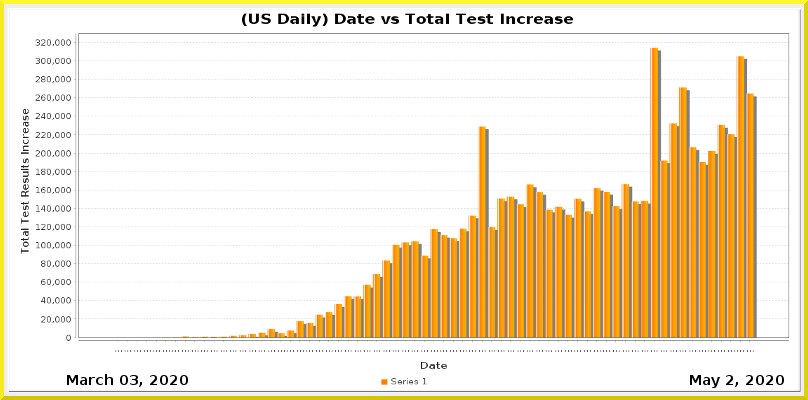 (US Daily) Date vs Total Test Increase
Total Test Results Increase
320,000
300,000
280,000
260,000
240,000
220,000
200,000
180,000
160,000
140,000
120,000
100,000
80,000
60,000
40,000
20,000
0
Date
March 03, 2020
Series 1
May 2, 2020